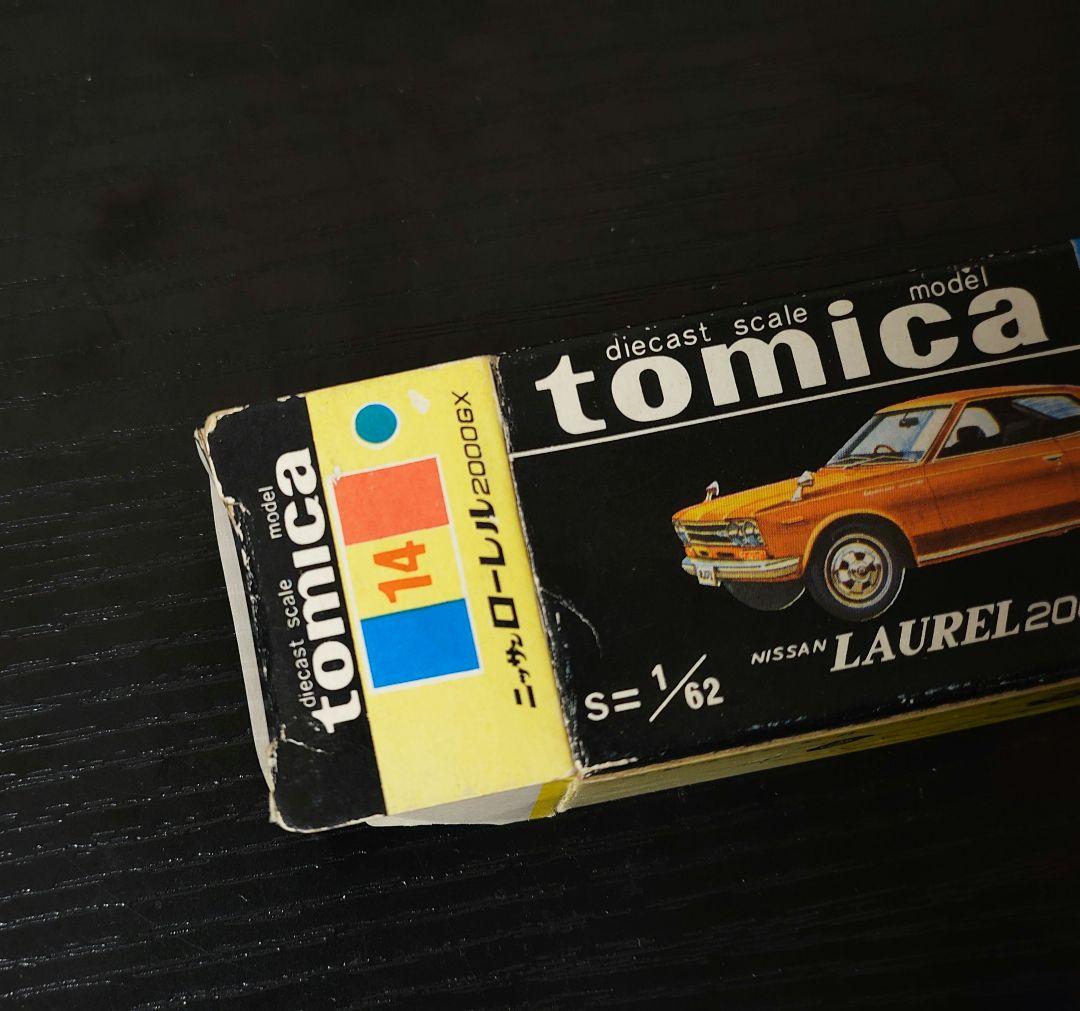 diecast scale model
tomica
14
ニッサンローレル2000GX
diecast scale model
tomica
S=1/62
NISSAN LAUREL 20